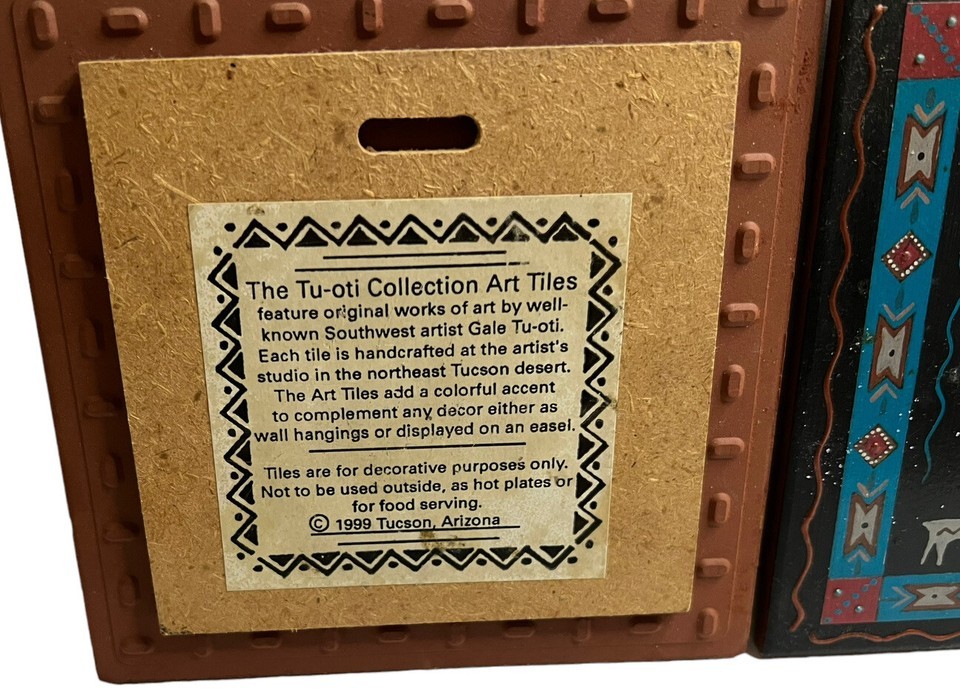 The Tu-oti Collection Art Tiles
feature original works of art by well-
known Southwest artist Gale Tu-oti.
Each tile is handcrafted at the artist's
studio in the northeast Tucson desert.
The Art Tiles add a colorful accent
to complement any decor either as
wall hangings or displayed on an easel.
Tiles are for decorative purposes only.
Not to be used outside, as hot plates or
for food serving.
© 1999 Tucson, Arizona